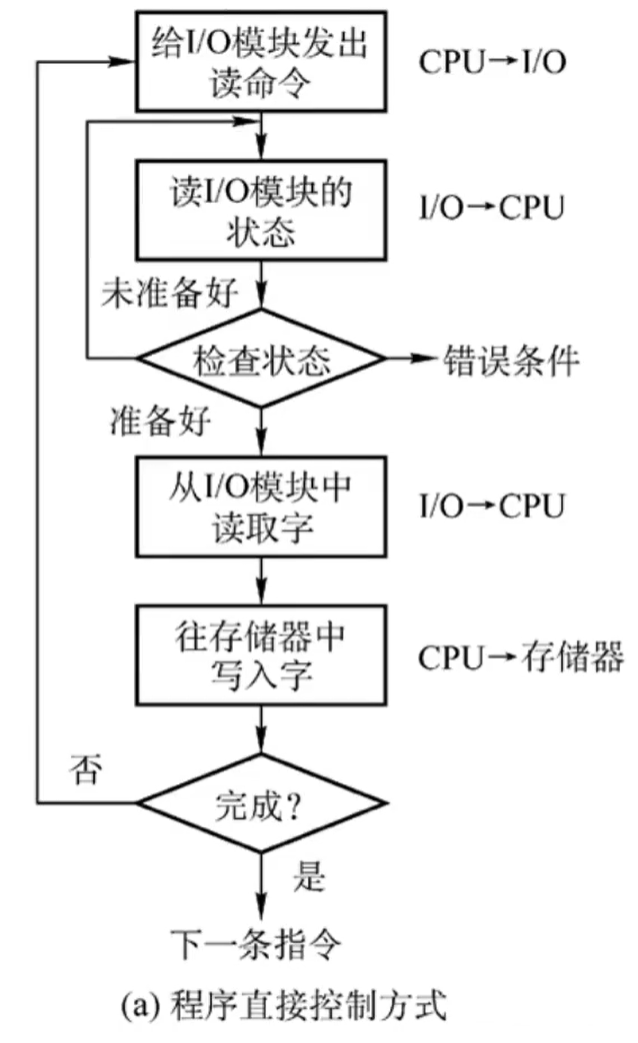 给I/O模块发出
读命令
CPU→I/O
读I/O模块的
状态
I/O→CPU
未准备好
检查状态
错误条件
准备好
从I/O模块中
读取字
I/O→CPU
往存储器中
写入字
CPU→存储器
否
完成?
是
下一条指令
(a) 程序直接控制方式